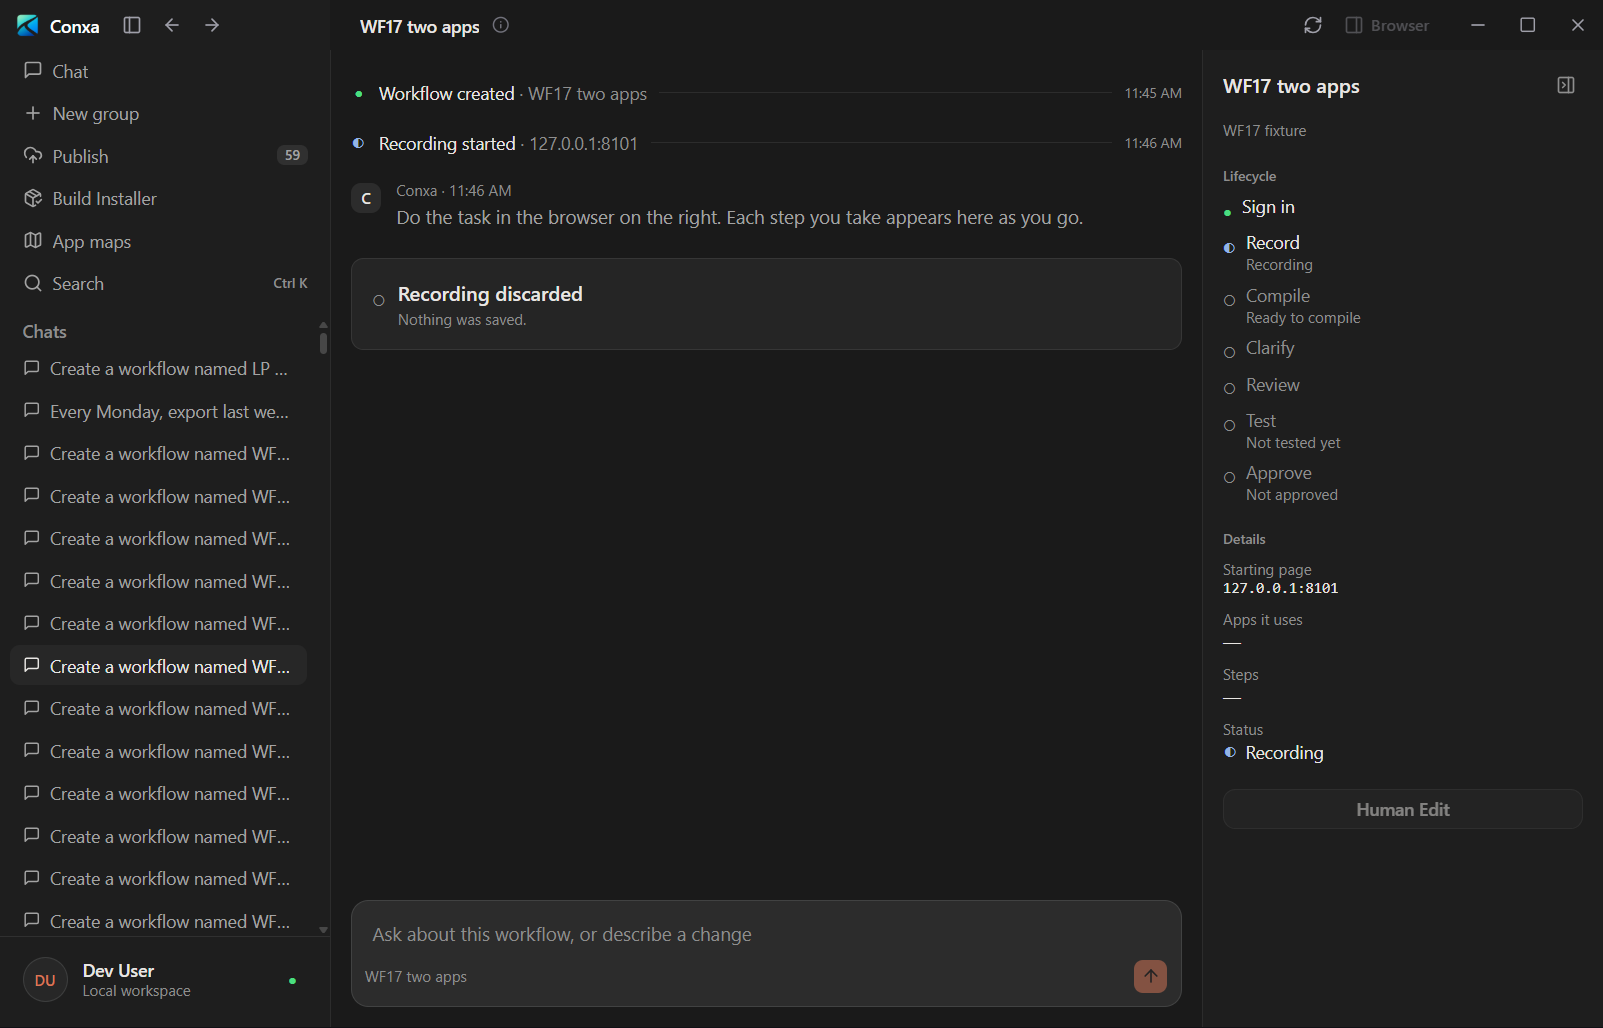 Conxa
Chat
New group
Publish 59
Build Installer
App maps
Search Ctrl K
Chats
Create a workflow named LP ...
Every Monday, export last we...
Create a workflow named WF...
Create a workflow named WF...
Create a workflow named WF...
Create a workflow named WF...
Create a workflow named WF...
Create a workflow named WF...
Create a workflow named WF...
Create a workflow named WF...
Create a workflow named WF...
Create a workflow named WF...
Create a workflow named WF...
Create a workflow named WF...
DU
Dev User
Local workspace
WF17 two apps
Browser
Workflow created · WF17 two apps 11:45 AM
Recording started · 127.0.0.1:8101 11:46 AM
C
Conxa · 11:46 AM
Do the task in the browser on the right. Each step you take appears here as you go.
Recording discarded
Nothing was saved.
Ask about this workflow, or describe a change
WF17 two apps
WF17 two apps
WF17 fixture
Lifecycle
Sign in
Record
Recording
Compile
Ready to compile
Clarify
Review
Test
Not tested yet
Approve
Not approved
Details
Starting page
127.0.0.1:8101
Apps it uses
—
Steps
—
Status
Recording
Human Edit